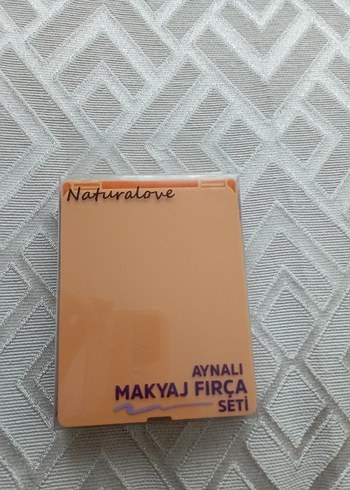 Naturalove
AYNALI
MAKYAJ FIRÇA
SETİ